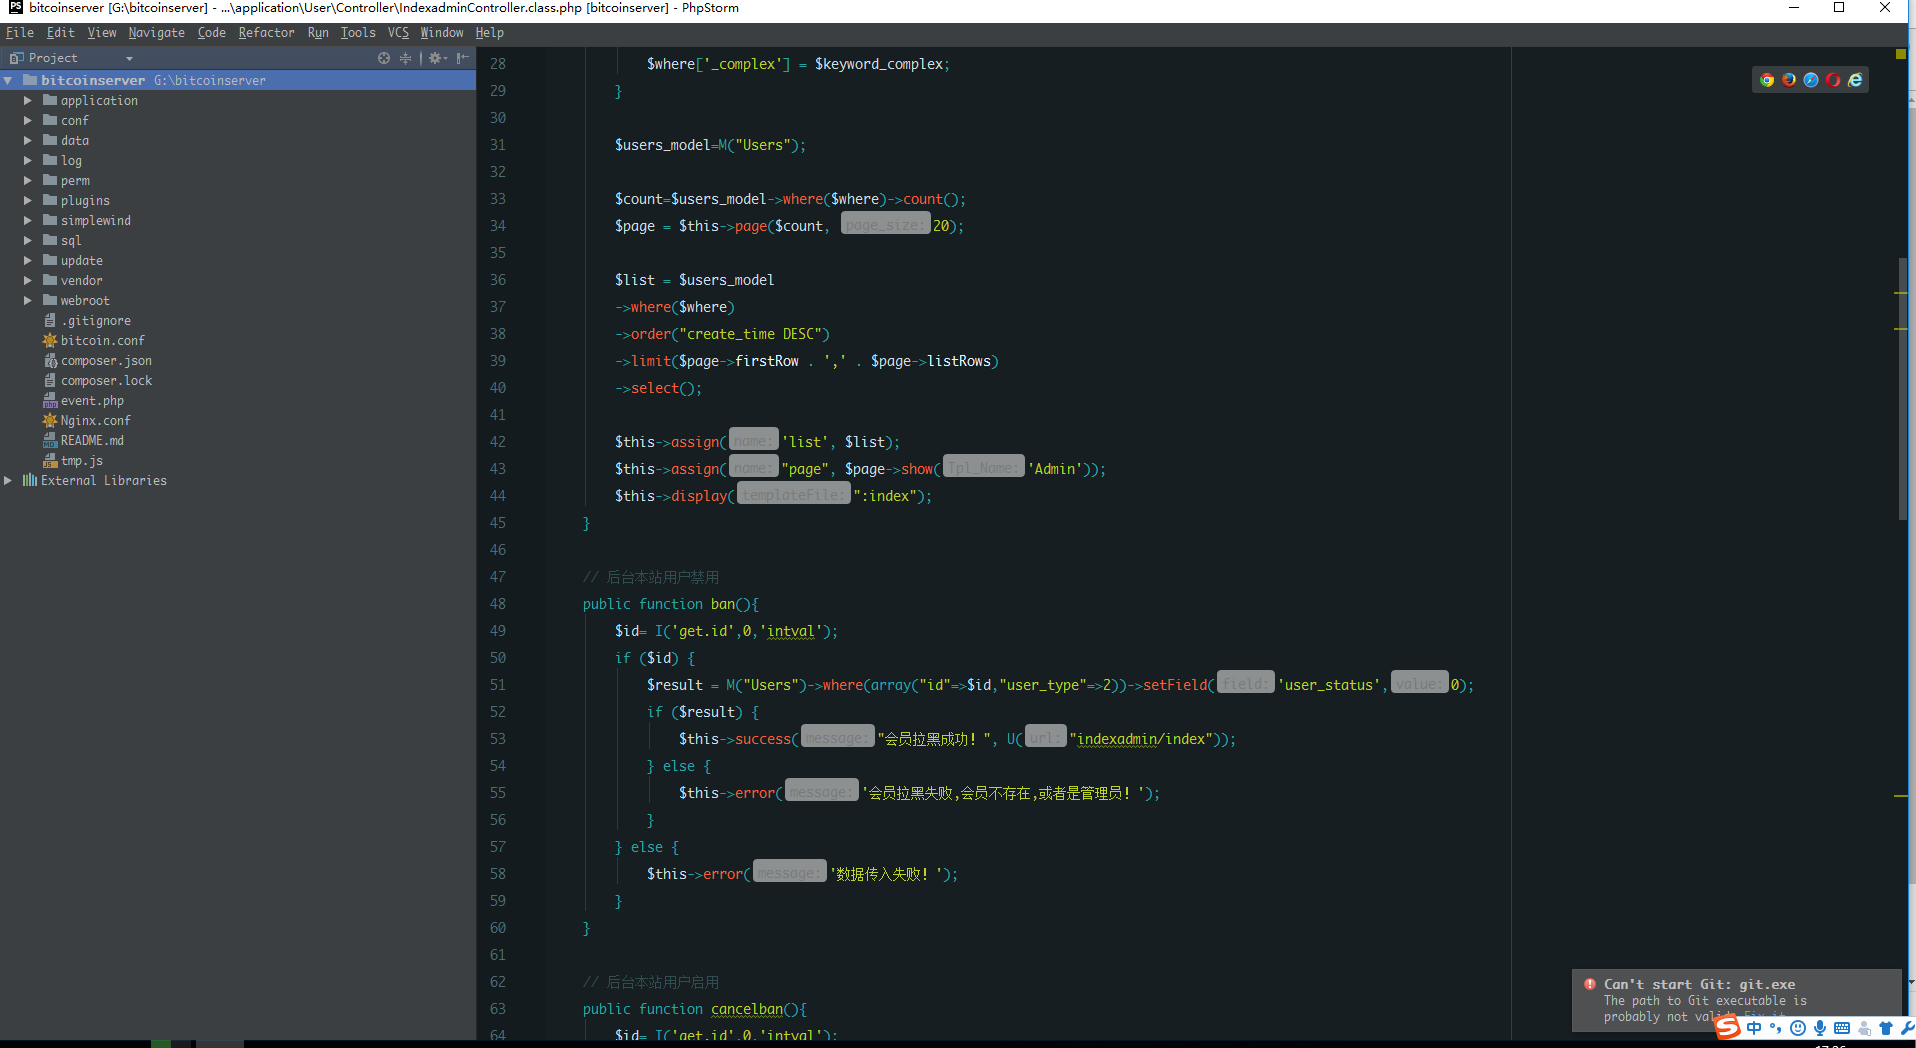 bitcoinserver [G:\bitcoinserver] - ...\application\User\Controller\IndexadminController.class.php [bitcoinserver] - PhpStorm
File Edit View Navigate Code Refactor Run Tools VCS Window Help
Project
bitcoinserver G:\bitcoinserver
application
conf
data
log
perm
plugins
simplewind
sql
update
vendor
webroot
.gitignore
bitcoin.conf
composer.json
composer.lock
event.php
Nginx.conf
README.md
tmp.js
External Libraries
28 $where['_complex'] = $keyword_complex;
29 }
30
31 $users_model=M("Users");
32
33 $count=$users_model->where($where)->count();
34 $page = $this->page($count, page_size: 20);
35
36 $list = $users_model
37 ->where($where)
38 ->order("create_time DESC")
39 ->limit($page->firstRow . ',' . $page->listRows)
40 ->select();
41
42 $this->assign( name: 'list', $list);
43 $this->assign( name: "page", $page->show( Tpl_Name: 'Admin'));
44 $this->display( templateFile: ":index");
45 }
46
47 // 后台本站用户禁用
48 public function ban(){
49 $id= I('get.id',0,'intval');
50 if ($id) {
51 $result = M("Users")->where(array("id"=>$id,"user_type"=>2))->setField( field: 'user_status', value: 0);
52 if ($result) {
53 $this->success( message: "会员拉黑成功！", U( url: "indexadmin/index"));
54 } else {
55 $this->error( message: '会员拉黑失败,会员不存在,或者是管理员！');
56 }
57 } else {
58 $this->error( message: '数据传入失败！');
59 }
60 }
61
62 // 后台本站用户启用
63 public function cancelban(){
64 $id= I('get.id',0,'intval');
Can't start Git: git.exe
The path to Git executable is
probably not valid. Fix it.
中